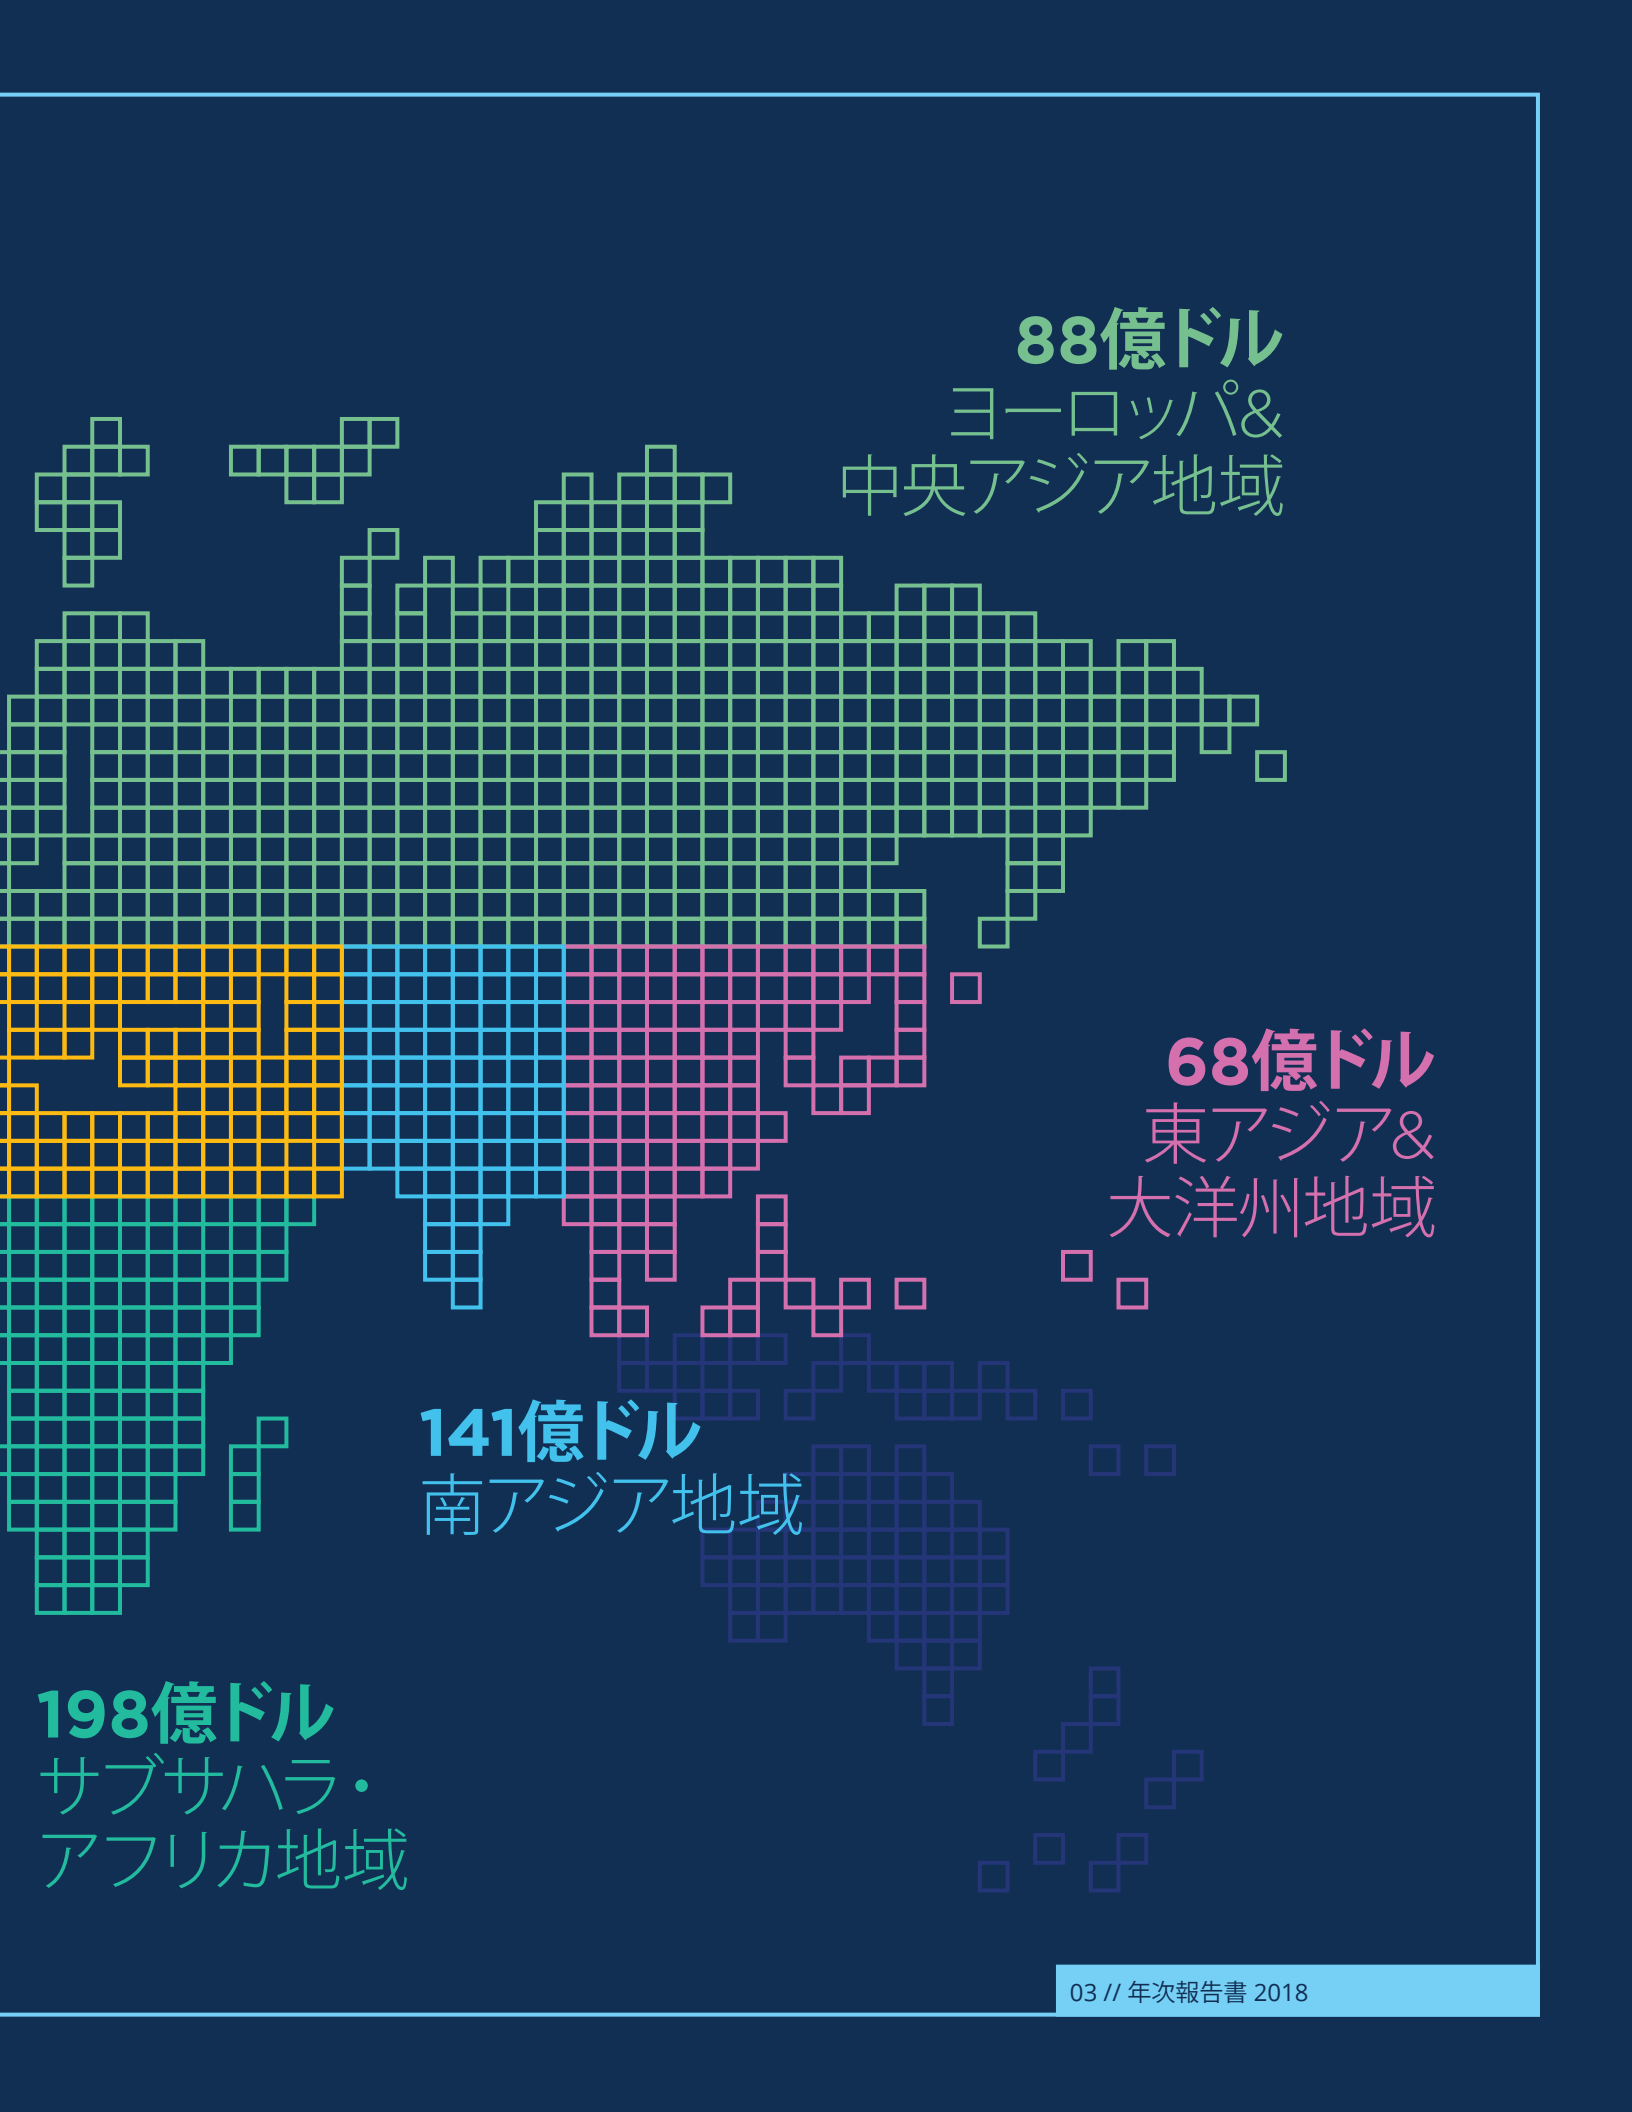 88億ドル
ヨーロッパ&
中央アジア地域
68億ドル
東アジア&
大洋州地域
141億ドル
南アジア地域
198億ドル
サブサハラ・
アフリカ地域
03 // 年次報告書 2018